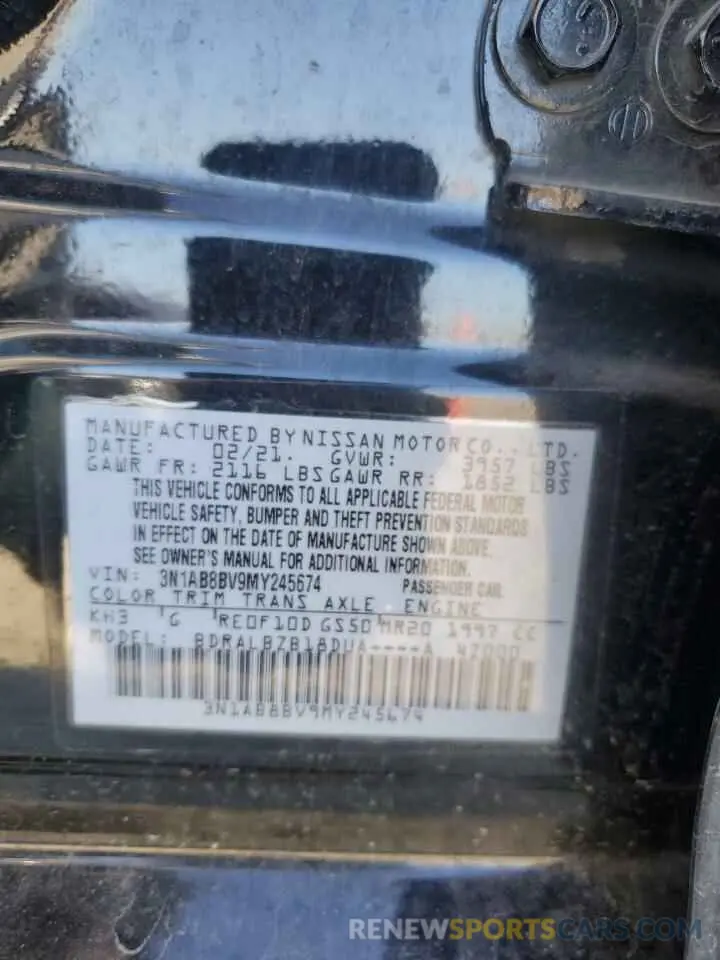 MANUFACTURED BY NISSAN MOTOR CO., LTD.
DATE: 02/21. GVWR: 3957 LBS
GAWR FR: 2116 LBS GAWR RR: 1852 LBS
THIS VEHICLE CONFORMS TO ALL APPLICABLE FEDERAL MOTOR
VEHICLE SAFETY, BUMPER AND THEFT PREVENTION STANDARDS
IN EFFECT ON THE DATE OF MANUFACTURE SHOWN ABOVE.
SEE OWNER'S MANUAL FOR ADDITIONAL INFORMATION.
VIN: 3N1AB8BV9MY245674 PASSENGER CAR
COLOR TRIM TRANS AXLE ENGINE
KH3 G RE0F10D GS50 MR20 1997 CC
MODEL: BDRALBZB18DUA----A 47000
3N1AB8BV9MY245674
RENEWSPORTSCARS.COM